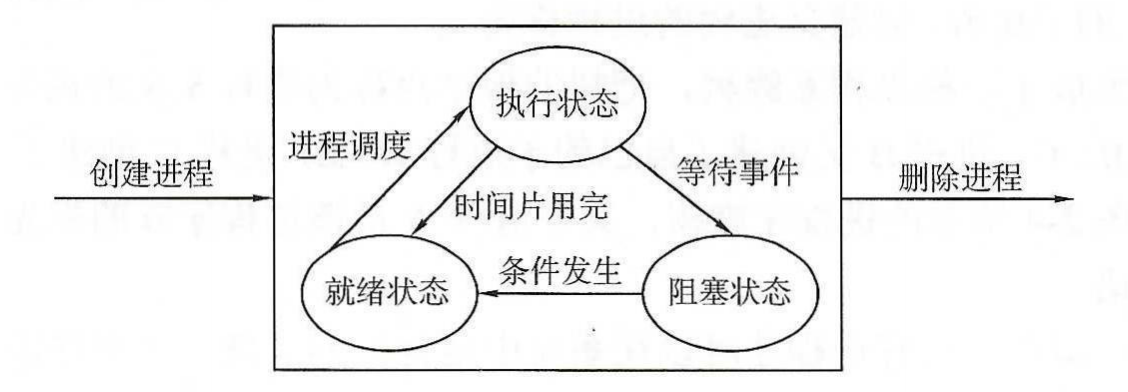 执行状态
进程调度
创建进程
等待事件
删除进程
时间片用完
就绪状态
条件发生
阻塞状态